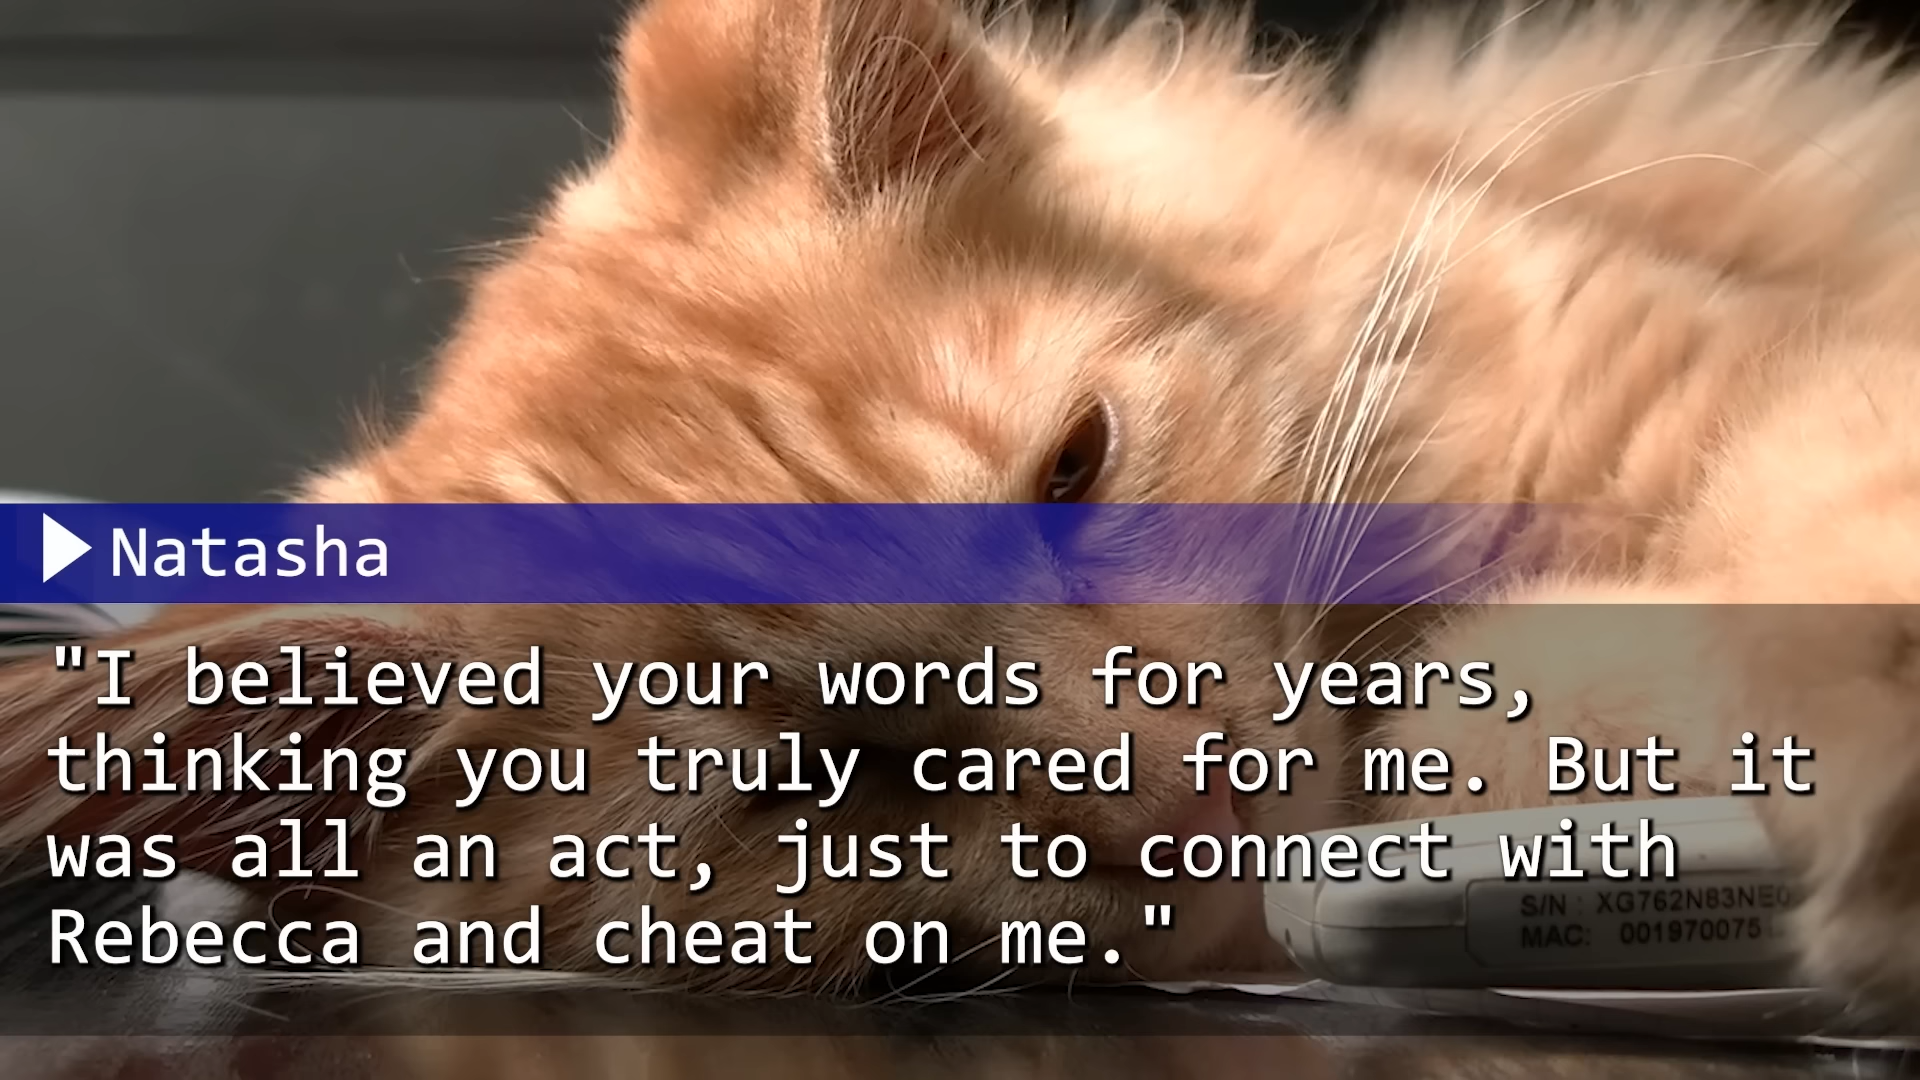 Natasha
"I believed your words for years,
thinking you truly cared for me. But it
was all an act, just to connect with
Rebecca and cheat on me."
S/N : XG762N83NE0
MAC: 001970075